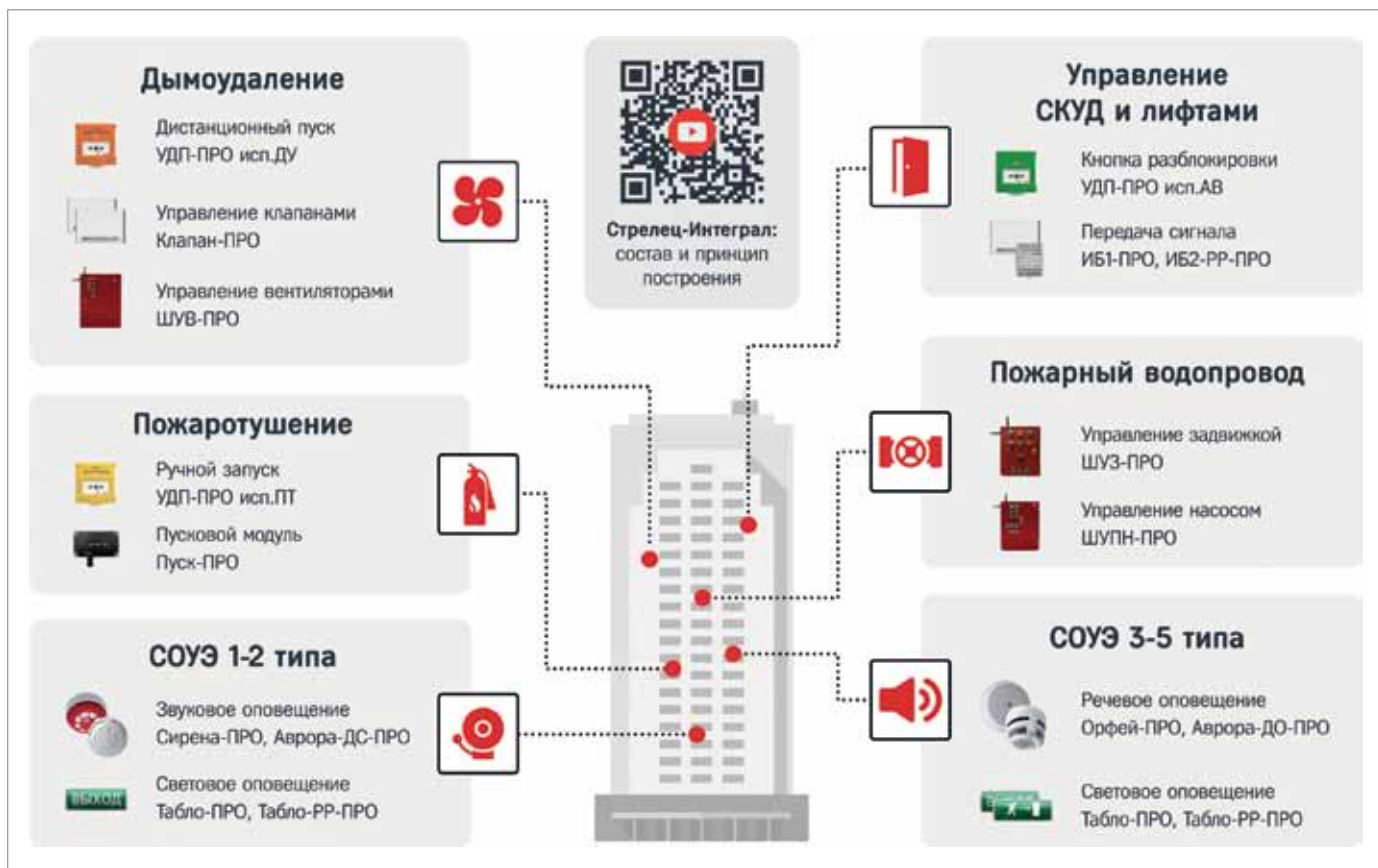 Дымоудаление
Дистанционный пуск
УДП-ПРО исп.ДУ
Управление клапанами
Клапан-ПРО
Управление вентиляторами
ШУВ-ПРО
Стрелец-Интеграл:
состав и принцип
построения
Управление
СКУД и лифтами
Кнопка разблокировки
УДП-ПРО исп.АВ
Передача сигнала
ИБ1-ПРО, ИБ2-РР-ПРО
Пожаротушение
Ручной запуск
УДП-ПРО исп.ПТ
Пусковой модуль
Пуск-ПРО
Пожарный водопровод
Управление задвижкой
ШУЗ-ПРО
Управление насосом
ШУПН-ПРО
СОУЭ 1-2 типа
Звуковое оповещение
Сирена-ПРО, Аврора-ДС-ПРО
ВЫХОД
Световое оповещение
Табло-ПРО, Табло-РР-ПРО
СОУЭ 3-5 типа
Речевое оповещение
Орфей-ПРО, Аврора-ДО-ПРО
Световое оповещение
Табло-ПРО, Табло-РР-ПРО